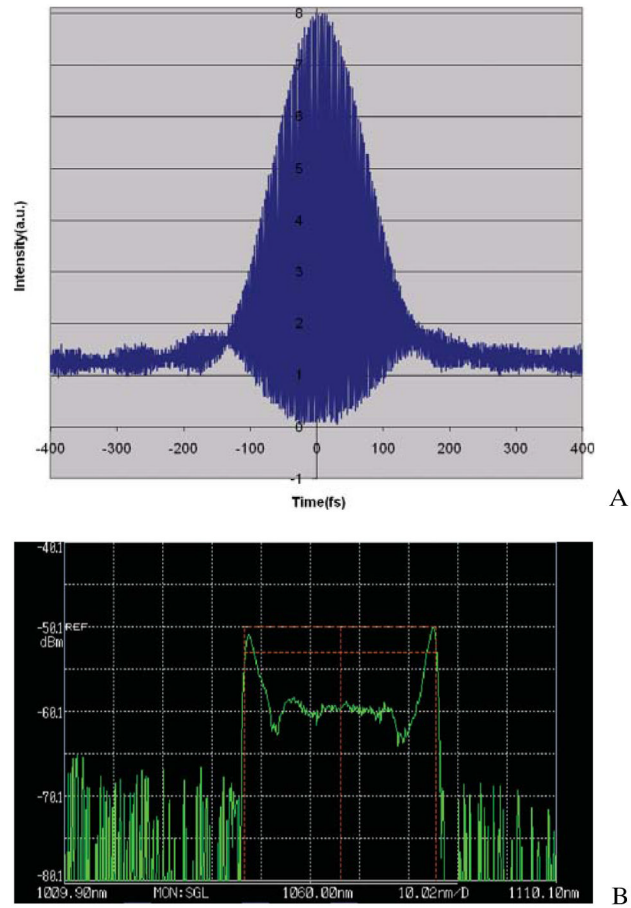 8
7
6
5
4
3
2
1
0
-1
Intensity(a.u.)
-400 -300 -200 -100 0 100 200 300 400
Time(fs)
A
-40.1
-50.1 REF
dBm
-60.1
-70.1
-80.1
1009.90nm MON:SGL 1060.00nm 10.02nm/D 1110.10nm
B